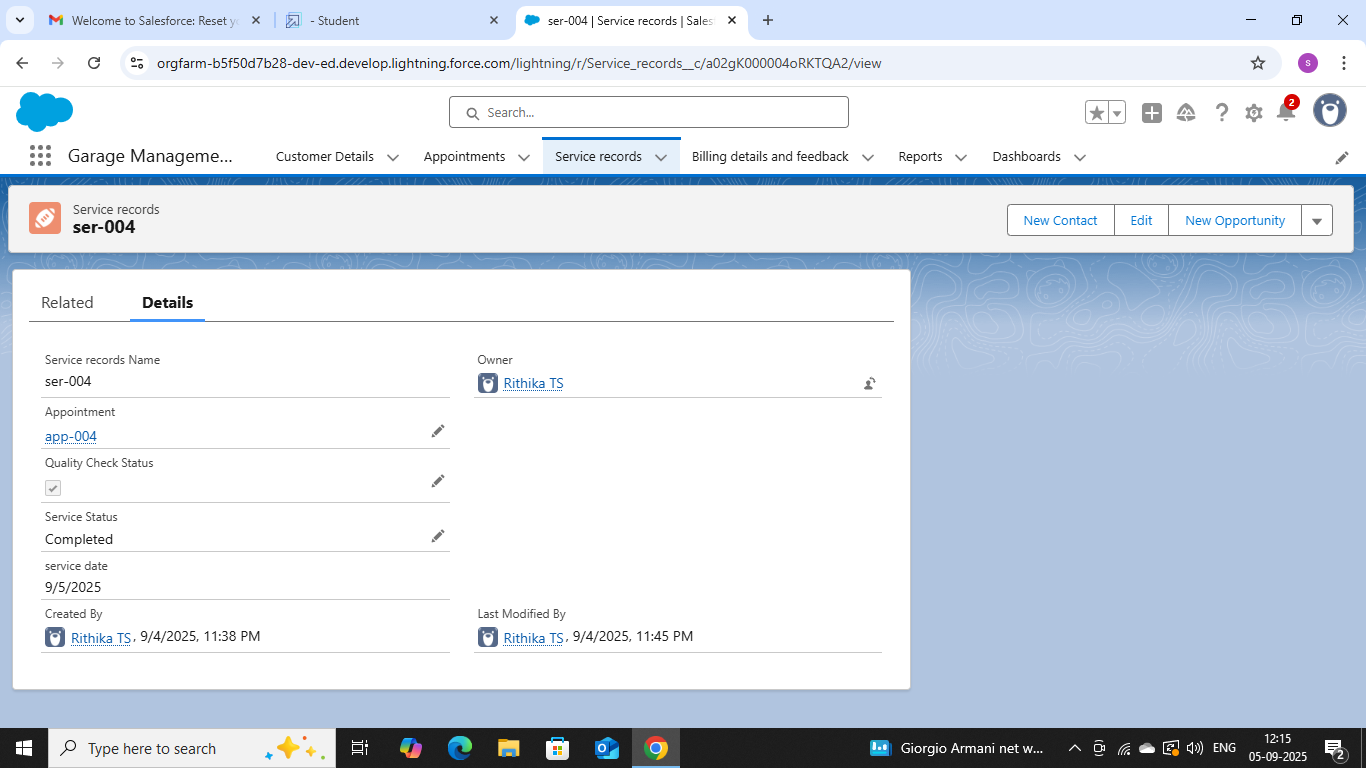 Welcome to Salesforce: Reset y
- Student
ser-004 | Service records | Sales
orgfarm-b5f50d7b28-dev-ed.develop.lightning.force.com/lightning/r/Service_records__c/a02gK000004oRKTQA2/view
s
Search...
2
Garage Manageme...
Customer Details
Appointments
Service records
Billing details and feedback
Reports
Dashboards
Service records
ser-004
New Contact
Edit
New Opportunity
Related
Details
Service records Name
ser-004
Owner
Rithika TS
Appointment
app-004
Quality Check Status
Service Status
Completed
service date
9/5/2025
Created By
Rithika TS, 9/4/2025, 11:38 PM
Last Modified By
Rithika TS, 9/4/2025, 11:45 PM
Type here to search
Giorgio Armani net w...
ENG
12:15
05-09-2025
2